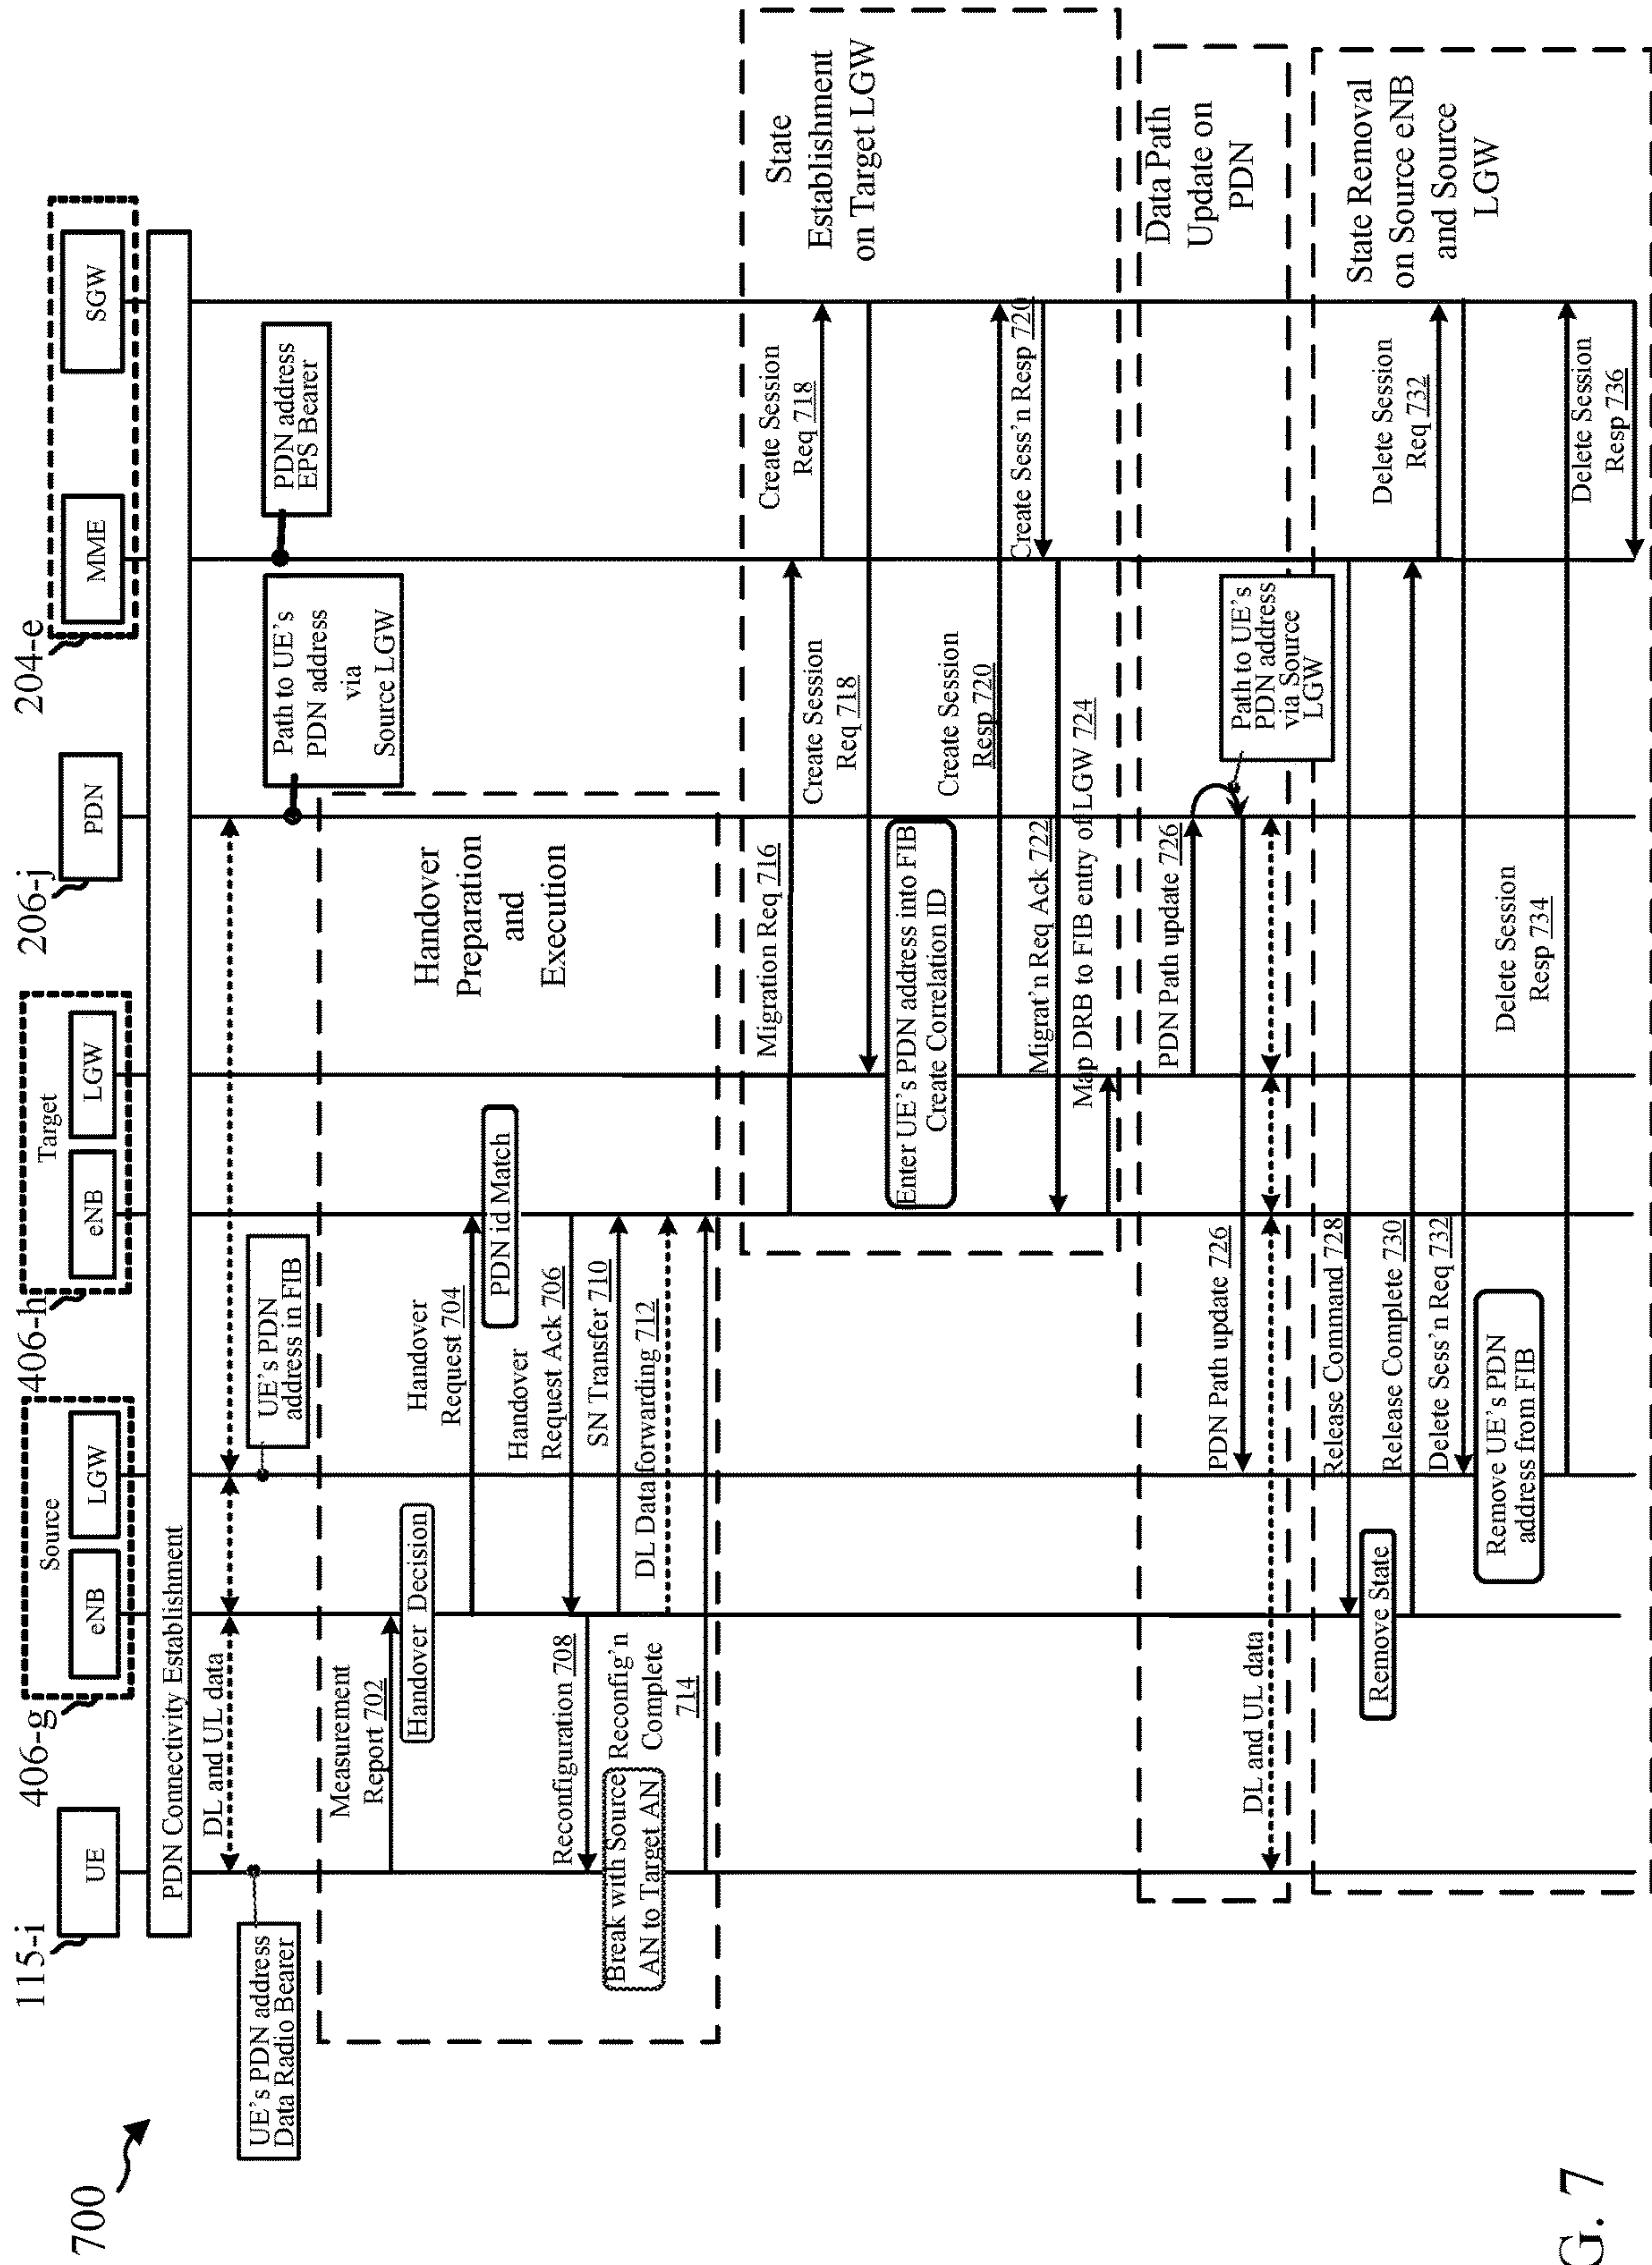 700
115-i
406-g
406-h
206-j
204-e
UE
Source
eNB
LGW
Target
eNB
LGW
PDN
MME
SGW
PDN Connectivity Establishment
DL and UL data
UE's PDN address
Data Radio Bearer
UE's PDN
address in FIB
Path to UE's
PDN address
via
Source LGW
PDN address
EPS Bearer
Handover
Preparation
and
Execution
Measurement
Report 702
Handover Decision
Handover
Request 704
PDN id Match
Handover
Request Ack 706
Reconfiguration 708
SN Transfer 710
Break with Source
AN to Target AN
DL Data forwarding 712
Reconfig'n
Complete
714
State
Establishment
on Target LGW
Migration Req 716
Create Session
Req 718
Create Session
Req 718
Enter UE's PDN address into FIB
Create Correlation ID
Create Session
Resp 720
Create Sess'n Resp 720
Migrat'n Req Ack 722
Map DRB to FIB entry of LGW 724
Data Path
Update on
PDN
PDN Path update 726
Path to UE's
PDN address
via Source
LGW
PDN Path update 726
DL and UL data
State Removal
on Source eNB
and Source
LGW
Release Command 728
Remove State
Release Complete 730
Delete Session
Req 732
Delete Sess'n Req 732
Remove UE's PDN
address from FIB
Delete Session
Resp 734
Delete Session
Resp 736
G. 7